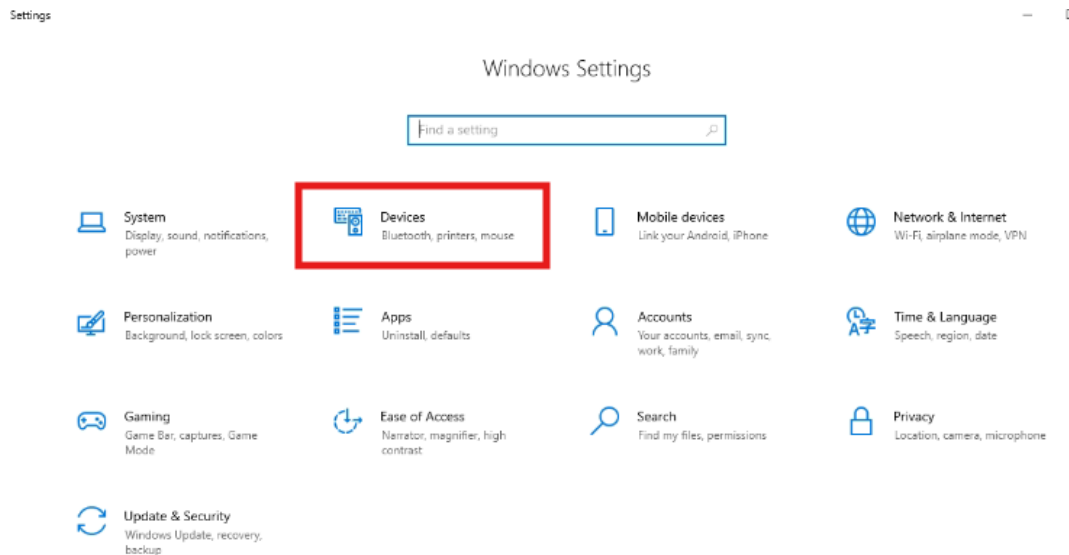 Settings
Windows Settings
Find a setting
System
Display, sound, notifications,
power
Devices
Bluetooth, printers, mouse
Mobile devices
Link your Android, iPhone
Network & Internet
Wi-Fi, airplane mode, VPN
Personalization
Background, lock screen, colors
Apps
Uninstall, defaults
Accounts
Your accounts, email, sync,
work, family
Time & Language
Speech, region, date
Gaming
Game Bar, captures, Game
Mode
Ease of Access
Narrator, magnifier, high
contrast
Search
Find my files, permissions
Privacy
Location, camera, microphone
Update & Security
Windows Update, recovery,
backup